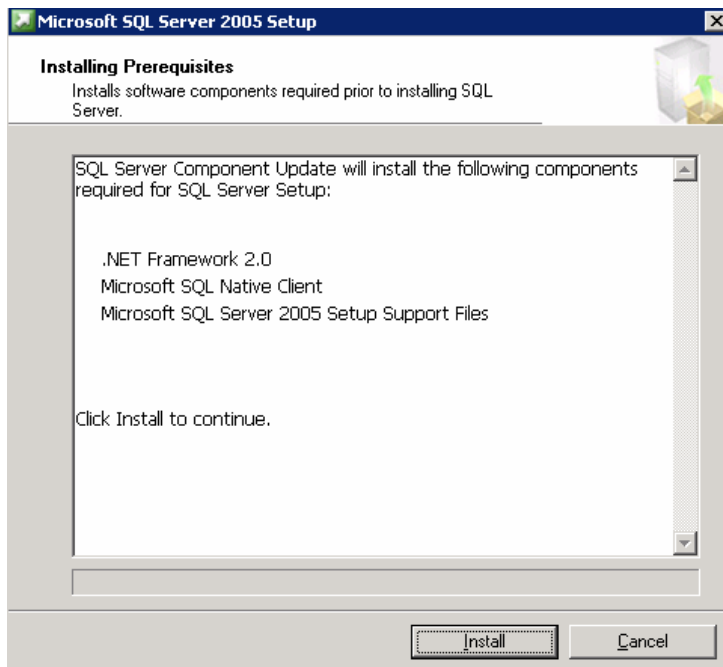 Microsoft SQL Server 2005 Setup
Installing Prerequisites
Installs software components required prior to installing SQL
Server.
SQL Server Component Update will install the following components
required for SQL Server Setup:
.NET Framework 2.0
Microsoft SQL Native Client
Microsoft SQL Server 2005 Setup Support Files
Click Install to continue.
Install
Cancel